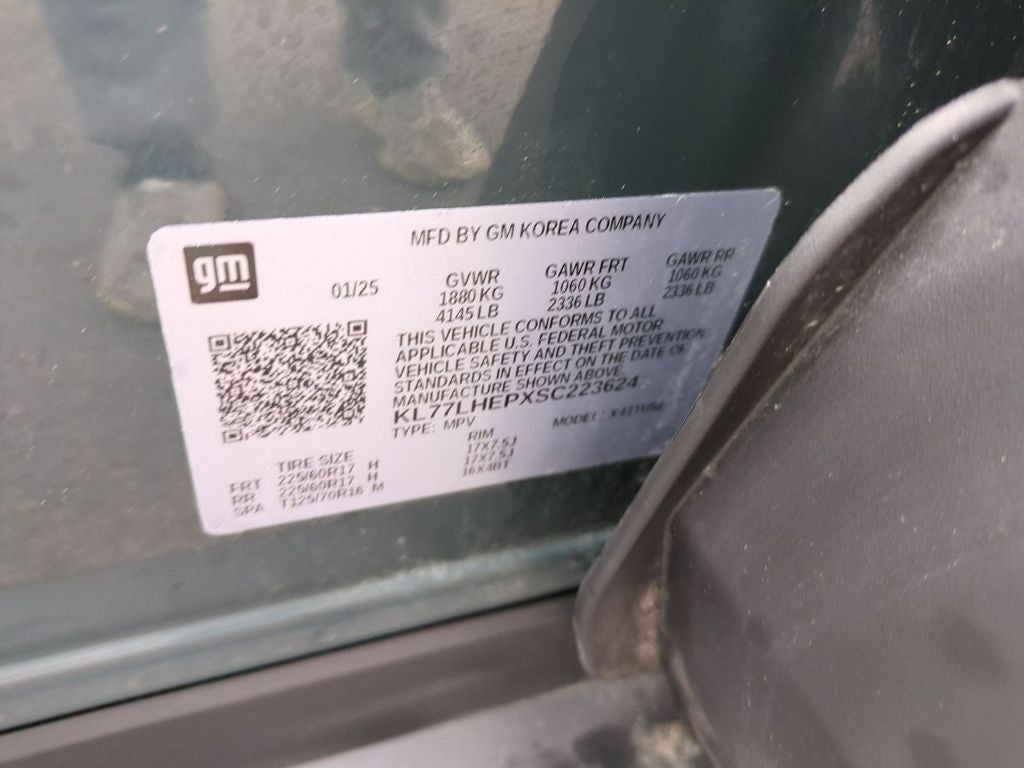 gm
MFD BY GM KOREA COMPANY
01/25
GVWR
1880 KG
4145 LB
GAWR FRT
1060 KG
2336 LB
GAWR RR
1060 KG
2336 LB
THIS VEHICLE CONFORMS TO ALL
APPLICABLE U.S. FEDERAL MOTOR
VEHICLE SAFETY AND THEFT PREVENTION
STANDARDS IN EFFECT ON THE DATE OF
MANUFACTURE SHOWN ABOVE
KL77LHEPXSC223624
TYPE: MPV
MODEL:
TIRE SIZE
RIM
FRT 225/60R17 H 17X7.5J
RR 225/60R17 H 17X7.5J
SPA T125/70R16 M 16X4BT